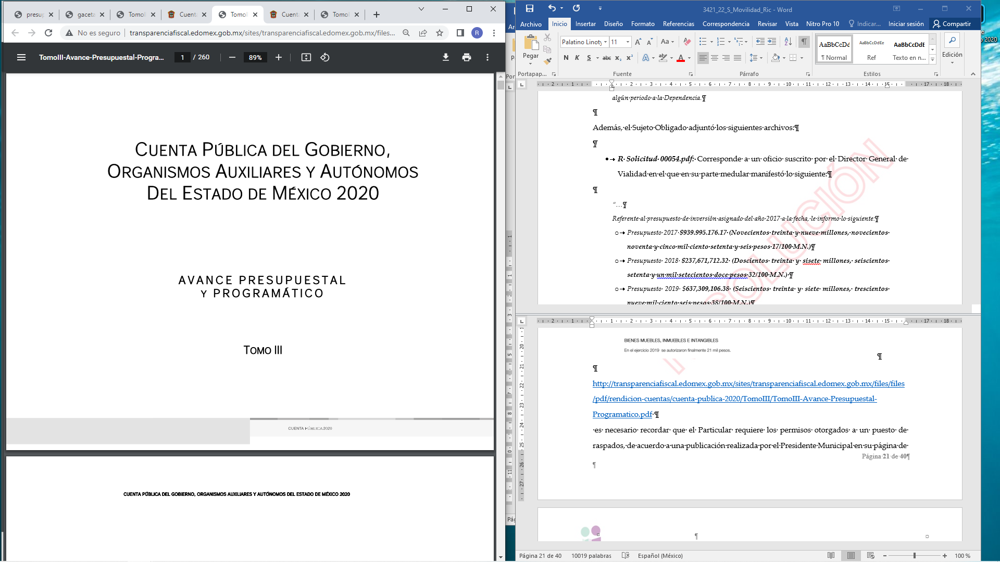 presup
gaceta
Tomol
Cuenta
Tomol
Cuenta
Tomol
No es seguro
transparenciafiscal.edomex.gob.mx/sites/transparenciafiscal.edomex.gob.mx/files...
R
TomoIII-Avance-Presupuestal-Progra...
1 / 260
89%
CUENTA PÚBLICA DEL GOBIERNO,
ORGANISMOS AUXILIARES Y AUTÓNOMOS
DEL ESTADO DE MÉXICO 2020
AVANCE PRESUPUESTAL
Y PROGRAMÁTICO
TOMO III
CUENTA PÚBLICA 2020
CUENTA PÚBLICA DEL GOBIERNO, ORGANISMOS AUXILIARES Y AUTÓNOMOS DEL ESTADO DE MÉXICO 2020
3421_22_S_Movilidad_Ric - Word
Archivo
Inicio
Insertar
Diseño
Formato
Referencias
Correspondencia
Revisar
Vista
Nitro Pro 10
Indicar...
Iniciar sesión
Compartir
2020
Pegar
Palatino Linoty
11
N K S abc x₂ x²
AaBbCcDd
¶ Normal
AaBbCcDdEe
Ref
AaBbCcDdE
Texto en n...
Edición
Portapap...
Fuente
Párrafo
Estilos
algún periodo a la Dependencia.¶
¶
Además, el Sujeto Obligado adjuntó los siguientes archivos:¶
¶
• R Solicitud 00054.pdf: Corresponde a un oficio suscrito por el Director General de
Vialidad en el que en su parte medular manifestó lo siguiente:¶
¶
“…¶
Referente al presupuesto de inversión asignado del año 2017 a la fecha, le informo lo siguiente:¶
o Presupuesto 2017 $939.995.176.17 (Novecientos treinta y nueve millones, novecientos
noventa y cinco mil ciento setenta y seis pesos 17/100 M.N.)¶
o Presupuesto 2018 $237,671,712.32 (Doscientos treinta y sisete millones, seiscientos
setenta y un mil setecientos doce pesos 32/100 M.N.) ¶
o Presupuesto 2019 $637,309,106.38 (Seiscientos treinta y siete millones, trescientos
nueve mil ciento seis pesos 38/100 M.N.)¶
BIENES MUEBLES, INMUEBLES E INTANGIBLES
En el ejercicio 2019 se autorizaron finalmente 21 mil pesos.
¶
¶
http://transparenciafiscal.edomex.gob.mx/sites/transparenciafiscal.edomex.gob.mx/files/files
/pdf/rendicion-cuentas/cuenta-publica-2020/TomoIII/TomoIII-Avance-Presupuestal-
Programatico.pdf ¶
es necesario recordar que el Particular requiere los permisos otorgados a un puesto de
raspados, de acuerdo a una publicación realizada por el Presidente Municipal en su página de
Página 21 de 40¶
¶
¶
Página 21 de 40
10019 palabras
Español (México)
100 %